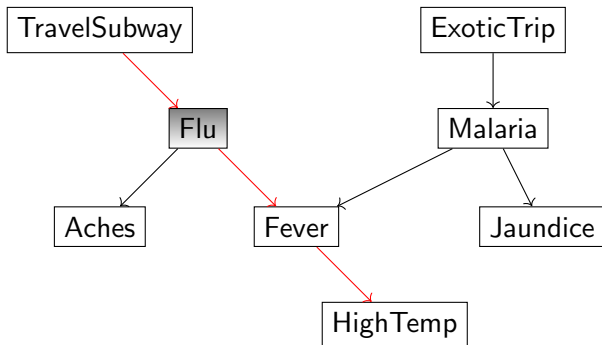 TravelSubway
ExoticTrip
Flu
Malaria
Aches
Fever
Jaundice
HighTemp